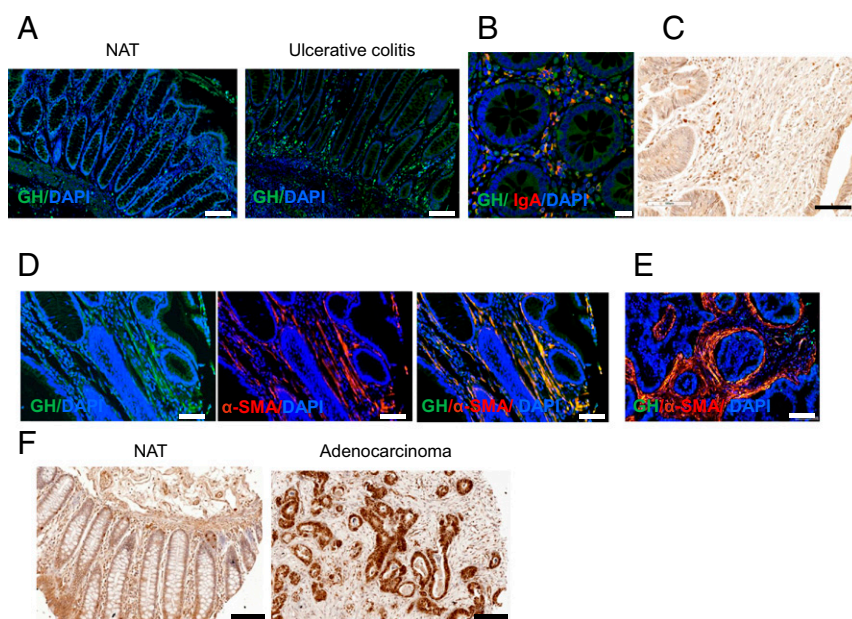 A
NAT
Ulcerative colitis
B
C
GH/DAPI
GH/DAPI
GH/ IgA/DAPI
D
E
GH/DAPI
α-SMA/DAPI
GH/α-SMA/ DAPI
GH/α-SMA/ DAPI
F
NAT
Adenocarcinoma